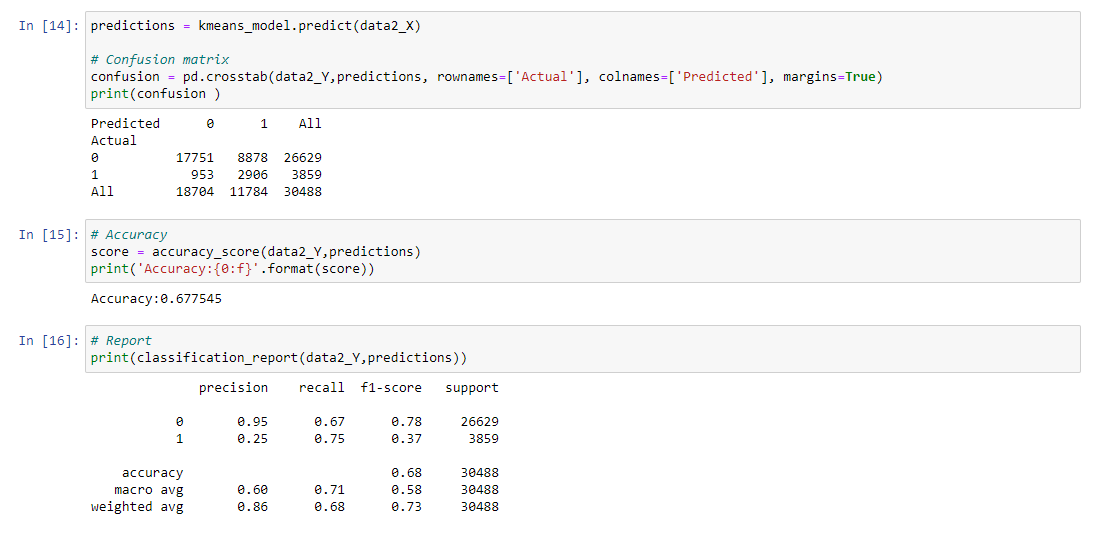 In [14]: predictions = kmeans_model.predict(data2_X)
# Confusion matrix
confusion = pd.crosstab(data2_Y,predictions, rownames=['Actual'], colnames=['Predicted'], margins=True)
print(confusion )
Predicted 0 1 All
Actual
0 17751 8878 26629
1 953 2906 3859
All 18704 11784 30488
In [15]: # Accuracy
score = accuracy_score(data2_Y,predictions)
print('Accuracy:{0:f}'.format(score))
Accuracy:0.677545
In [16]: # Report
print(classification_report(data2_Y,predictions))
precision recall f1-score support
0 0.95 0.67 0.78 26629
1 0.25 0.75 0.37 3859
accuracy 0.68 30488
macro avg 0.60 0.71 0.58 30488
weighted avg 0.86 0.68 0.73 30488